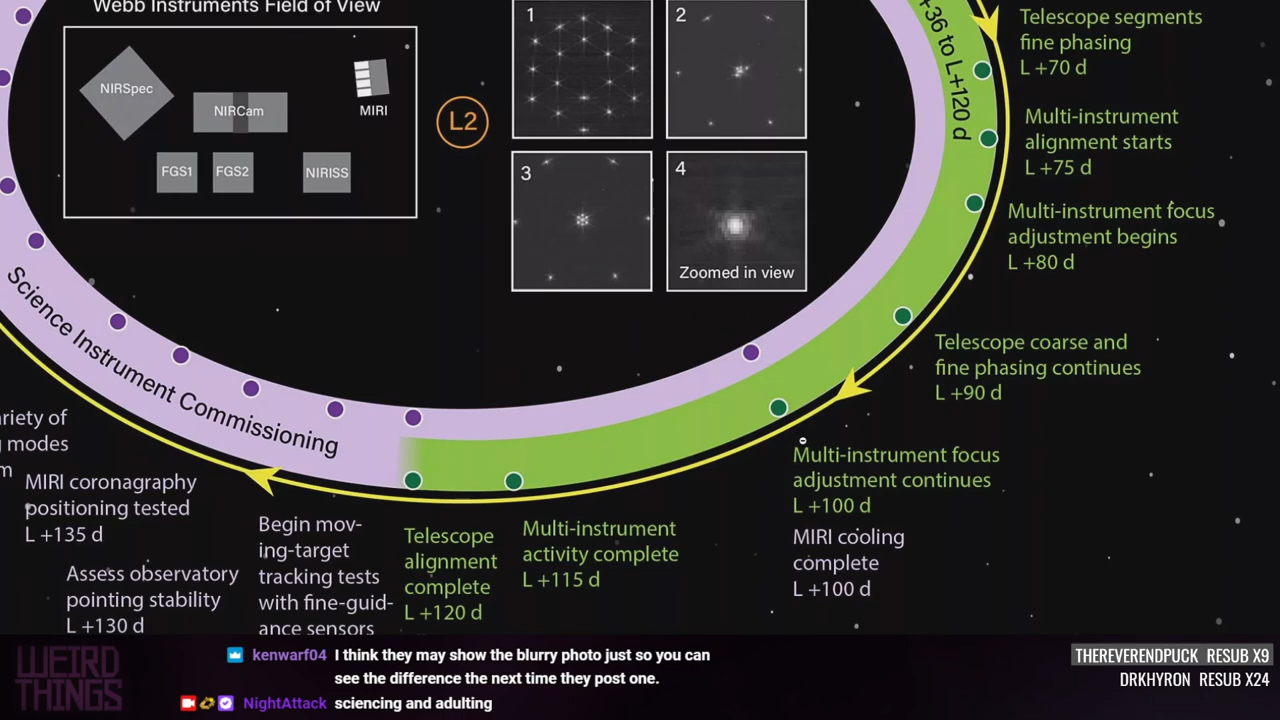 Webb Instruments Field of View
NIRSpec
NIRCam
MIRI
FGS1
FGS2
NIRISS
L2
1
2
3
4
Zoomed in view
+36 to L+120 d
Telescope segments
fine phasing
L +70 d
Multi-instrument
alignment starts
L +75 d
Multi-instrument focus
adjustment begins
L +80 d
Telescope coarse and
fine phasing continues
L +90 d
Multi-instrument focus
adjustment continues
L +100 d
MIRI cooling
complete
L +100 d
Multi-instrument
activity complete
L +115 d
Telescope
alignment
complete
L +120 d
Begin mov-
ing-target
tracking tests
with fine-guid-
ance sensors
Science Instrument Commissioning
Assess observatory
pointing stability
L +130 d
MIRI coronagraphy
positioning tested
L +135 d
modes
WEIRD
THINGS
kenwarf04 I think they may show the blurry photo just so you can
see the difference the next time they post one.
NightAttack sciencing and adulting
THEREVERENDPUCK RESUB X9
DRKHYRON RESUB X24